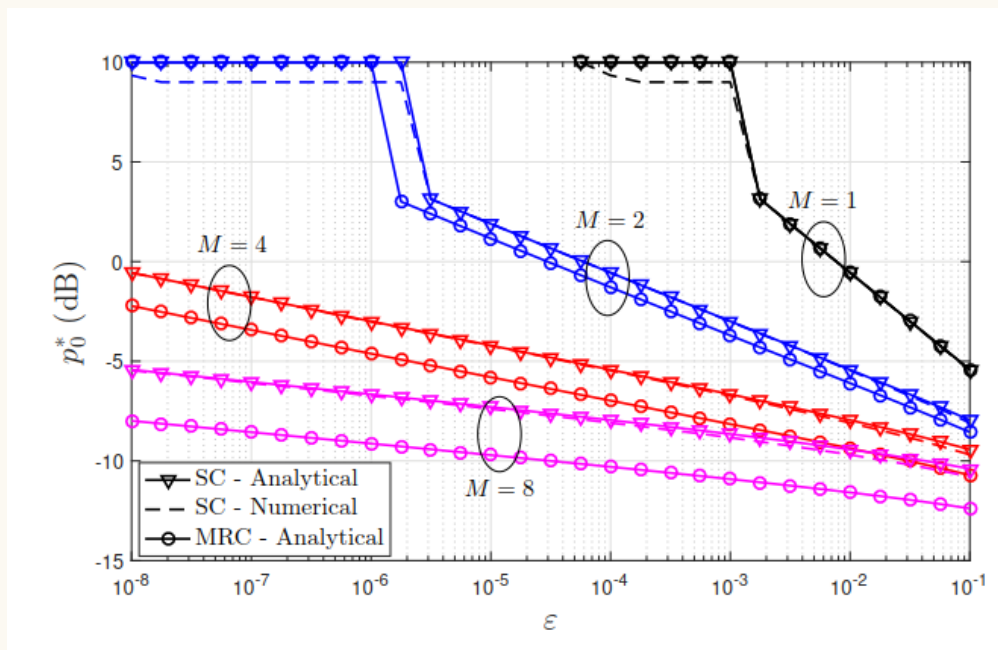 10
5
0
-5
-10
-15
p₀* (dB)
M = 4
M = 2
M = 1
M = 8
SC - Analytical
SC - Numerical
MRC - Analytical
10⁻⁸ 10⁻⁷ 10⁻⁶ 10⁻⁵ 10⁻⁴ 10⁻³ 10⁻² 10⁻¹
ε